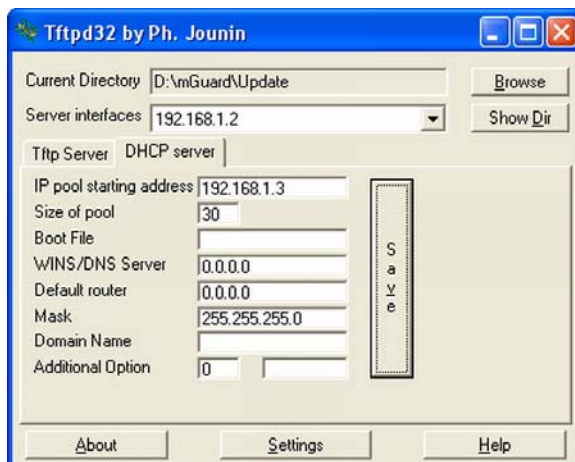 Tftpd32 by Ph. Jounin
Current Directory D:\mGuard\Update Browse
Server interfaces 192.168.1.2 Show Dir
Tftp Server DHCP server
IP pool starting address 192.168.1.3
Size of pool 30
Boot File
WINS/DNS Server 0.0.0.0
Default router 0.0.0.0
Mask 255.255.255.0
Domain Name
Additional Option 0
Save
About Settings Help